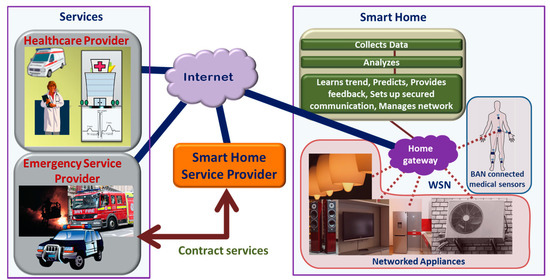 Services
Healthcare Provider
Emergency Service
Provider
Internet
Smart Home
Service Provider
Contract services
Smart Home
Collects Data
Analyzes
Learns trend, Predicts, Provides
feedback, Sets up secured
communication, Manages network
Home
gateway
WSN
BAN connected
medical sensors
Networked Appliances